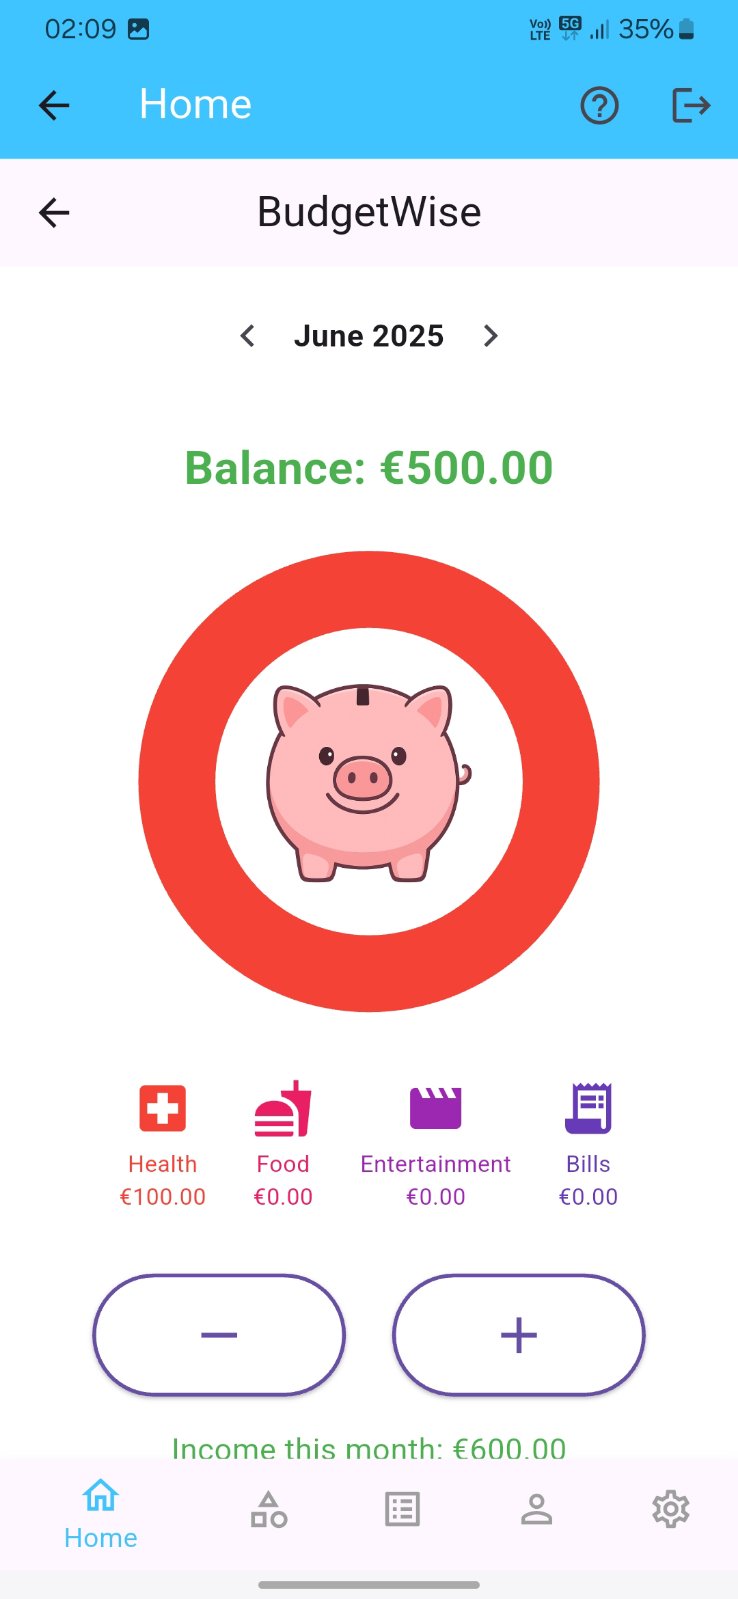 02:09
Vo)) LTE 5G 35%
Home
BudgetWise
June 2025
Balance: €500.00
Health Food Entertainment Bills
€100.00 €0.00 €0.00 €0.00
Income this month: €600.00
Home